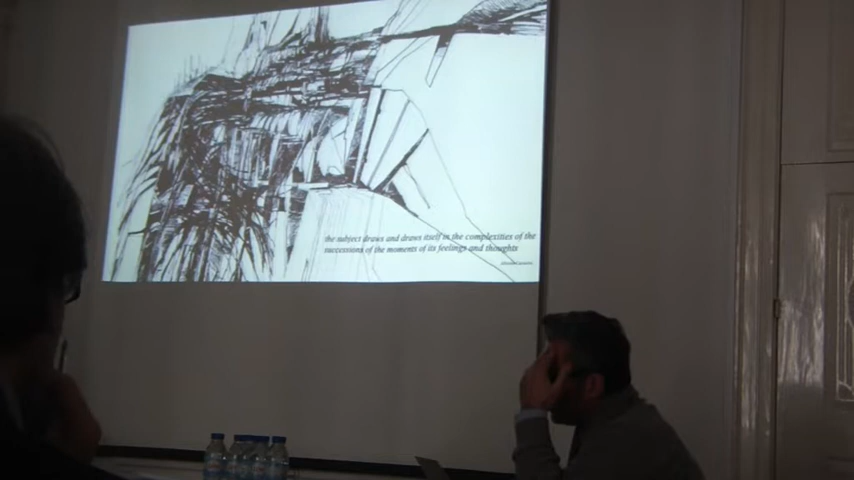 the subject draws and draws itself in the complexities of the
successions of the moments of its feelings and thoughts